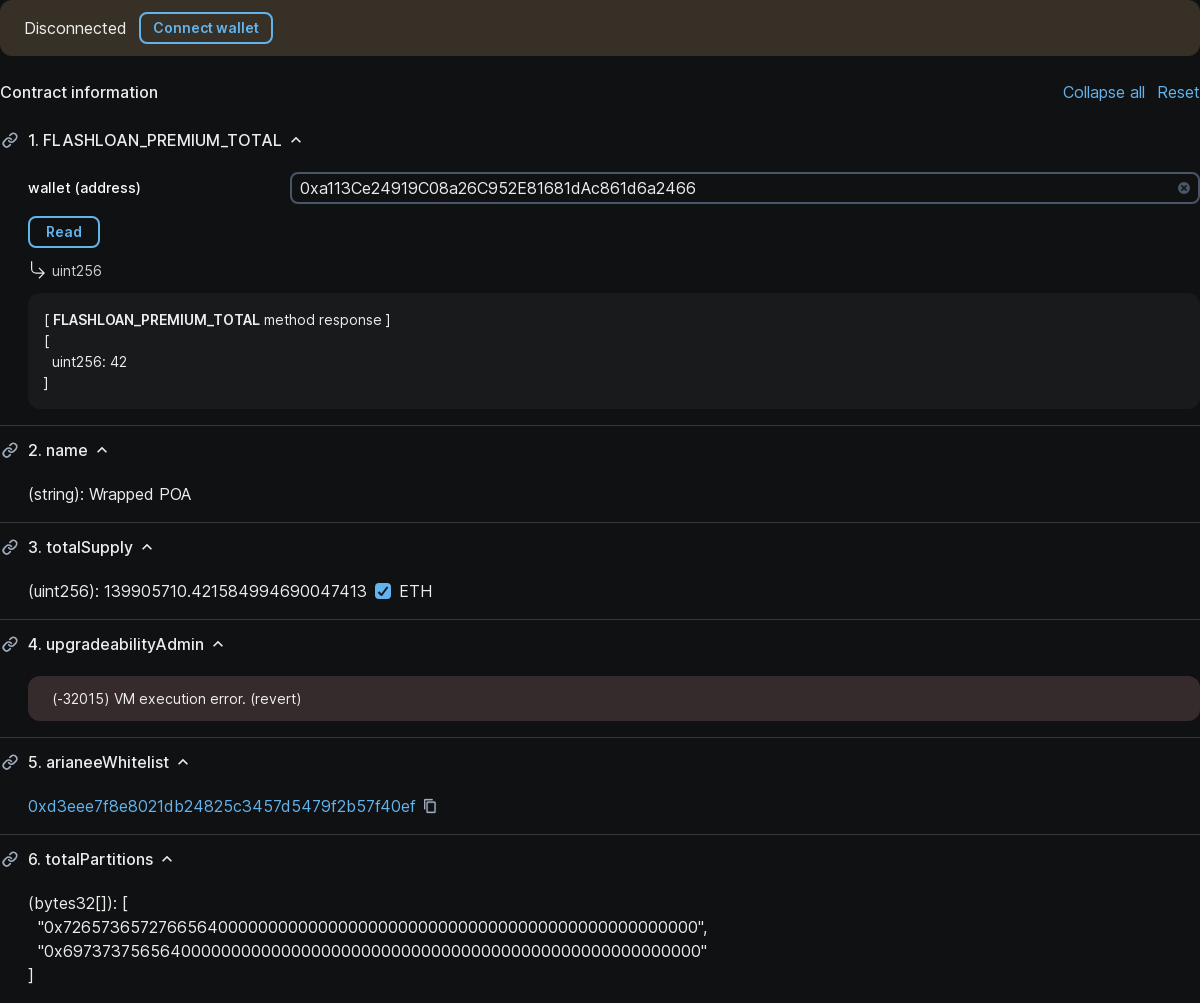 Disconnected Connect wallet
Contract information Collapse all Reset
1. FLASHLOAN_PREMIUM_TOTAL
wallet (address) 0xa113Ce24919C08a26C952E81681dAc861d6a2466
Read
uint256
[ FLASHLOAN_PREMIUM_TOTAL method response ]
[
uint256: 42
]
2. name
(string): Wrapped POA
3. totalSupply
(uint256): 139905710.421584994690047413 ETH
4. upgradeabilityAdmin
(-32015) VM execution error. (revert)
5. arianeeWhitelist
0xd3eee7f8e8021db24825c3457d5479f2b57f40ef
6. totalPartitions
(bytes32[]): [
"0x7265736572766564000000000000000000000000000000000000000000000000",
"0x6973737565640000000000000000000000000000000000000000000000000000"
]